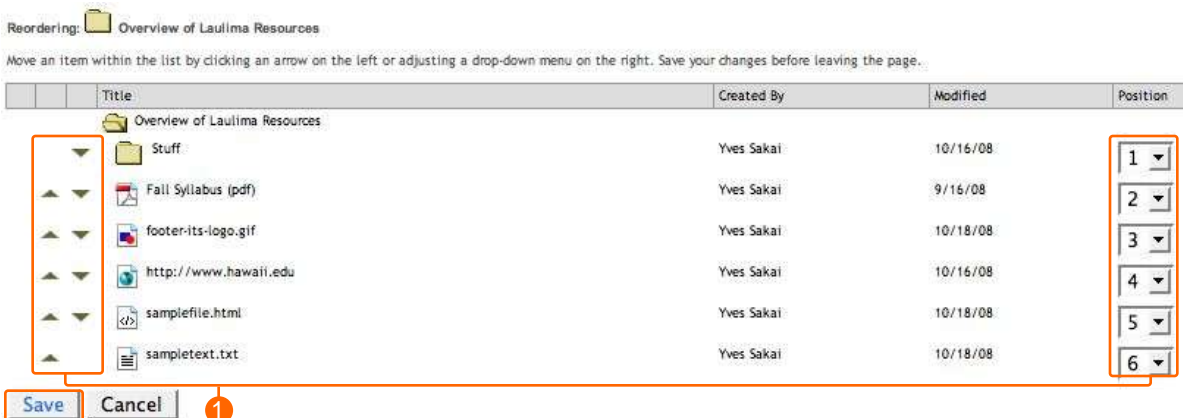 Reordering: Overview of Laulima Resources
Move an item within the list by clicking an arrow on the left or adjusting a drop-down menu on the right. Save your changes before leaving the page.
Title Created By Modified Position
Overview of Laulima Resources
Stuff Yves Sakai 10/16/08 1
Fall Syllabus (pdf) Yves Sakai 9/16/08 2
footer-its-logo.gif Yves Sakai 10/18/08 3
http://www.hawaii.edu Yves Sakai 10/16/08 4
samplefile.html Yves Sakai 10/18/08 5
sampletext.txt Yves Sakai 10/18/08 6
Save Cancel 1